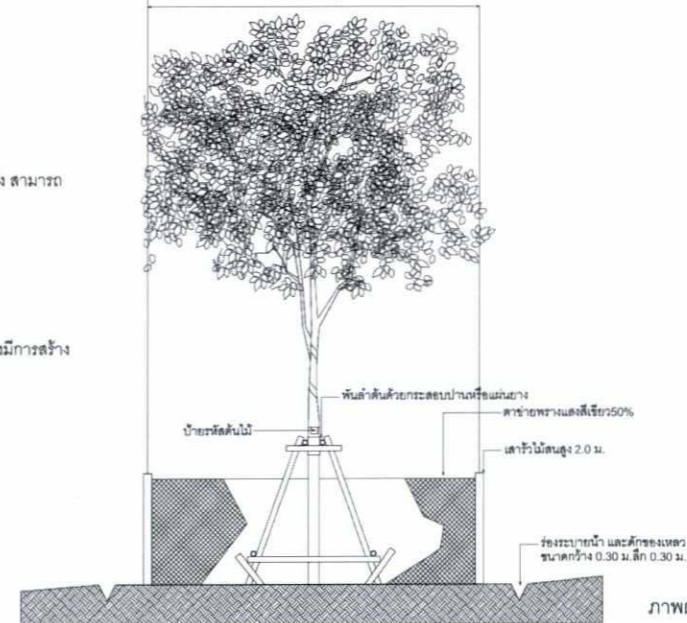 ง สามารถ
มีการสร้าง
พันลำต้นด้วยกระสอบป่านหรือแผ่นยาง
ตาข่ายพรางแสงสีเขียว50%
ป้ายรหัสต้นไม้
เสารั้วไม้สนสูง 2.0 ม.
ร่องระบายน้ำ และดักของเหลว
ขนาดกว้าง 0.30 ม.ลึก 0.30 ม.